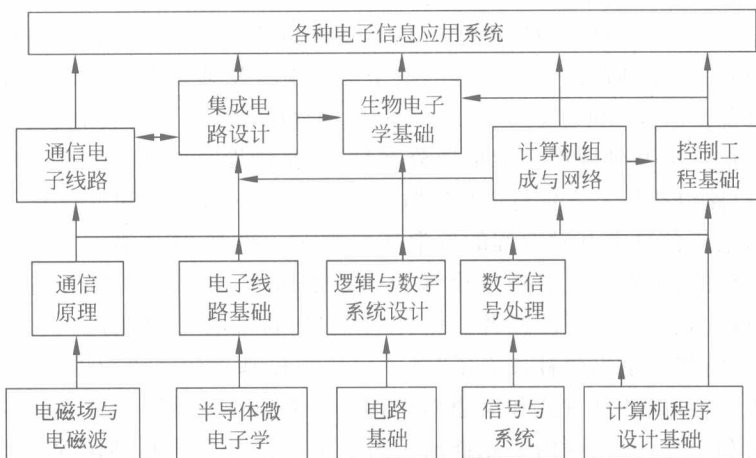 各种电子信息应用系统
集成电
路设计
生物电子
学基础
通信电
子线路
计算机组
成与网络
控制工
程基础
通信
原理
电子线
路基础
逻辑与数字
系统设计
数字信
号处理
电磁场与
电磁波
半导体微
电子学
电路
基础
信号与
系统
计算机程序
设计基础